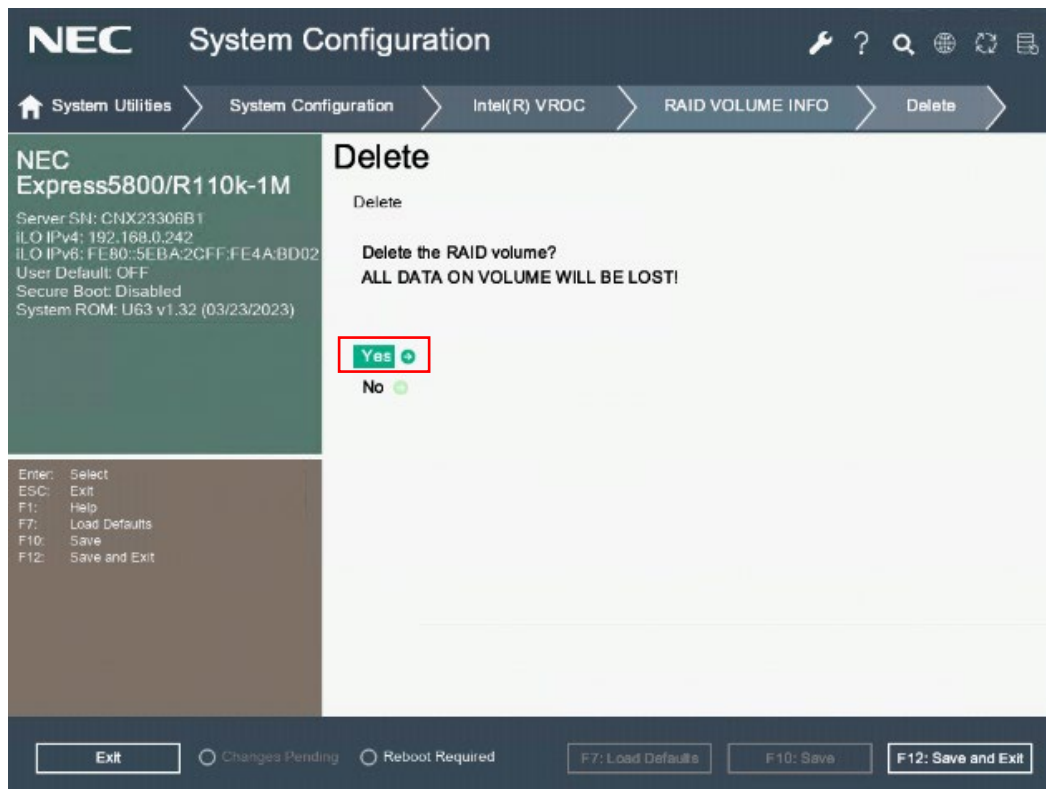 NEC System Configuration
?
System Utilities System Configuration Intel(R) VROC RAID VOLUME INFO Delete
NEC
Express5800/R110k-1M
Server SN: CNX23306B1
iLO IPv4: 192.168.0.242
iLO IPv6: FE80::5EBA:2CFF:FE4A:BD02
User Default: OFF
Secure Boot: Disabled
System ROM: U63 v1.32 (03/23/2023)
Enter: Select
ESC: Exit
F1: Help
F7: Load Defaults
F10: Save
F12: Save and Exit
Delete
Delete
Delete the RAID volume?
ALL DATA ON VOLUME WILL BE LOST!
Yes
No
Exit Changes Pending Reboot Required F7: Load Defaults F10: Save F12: Save and Exit